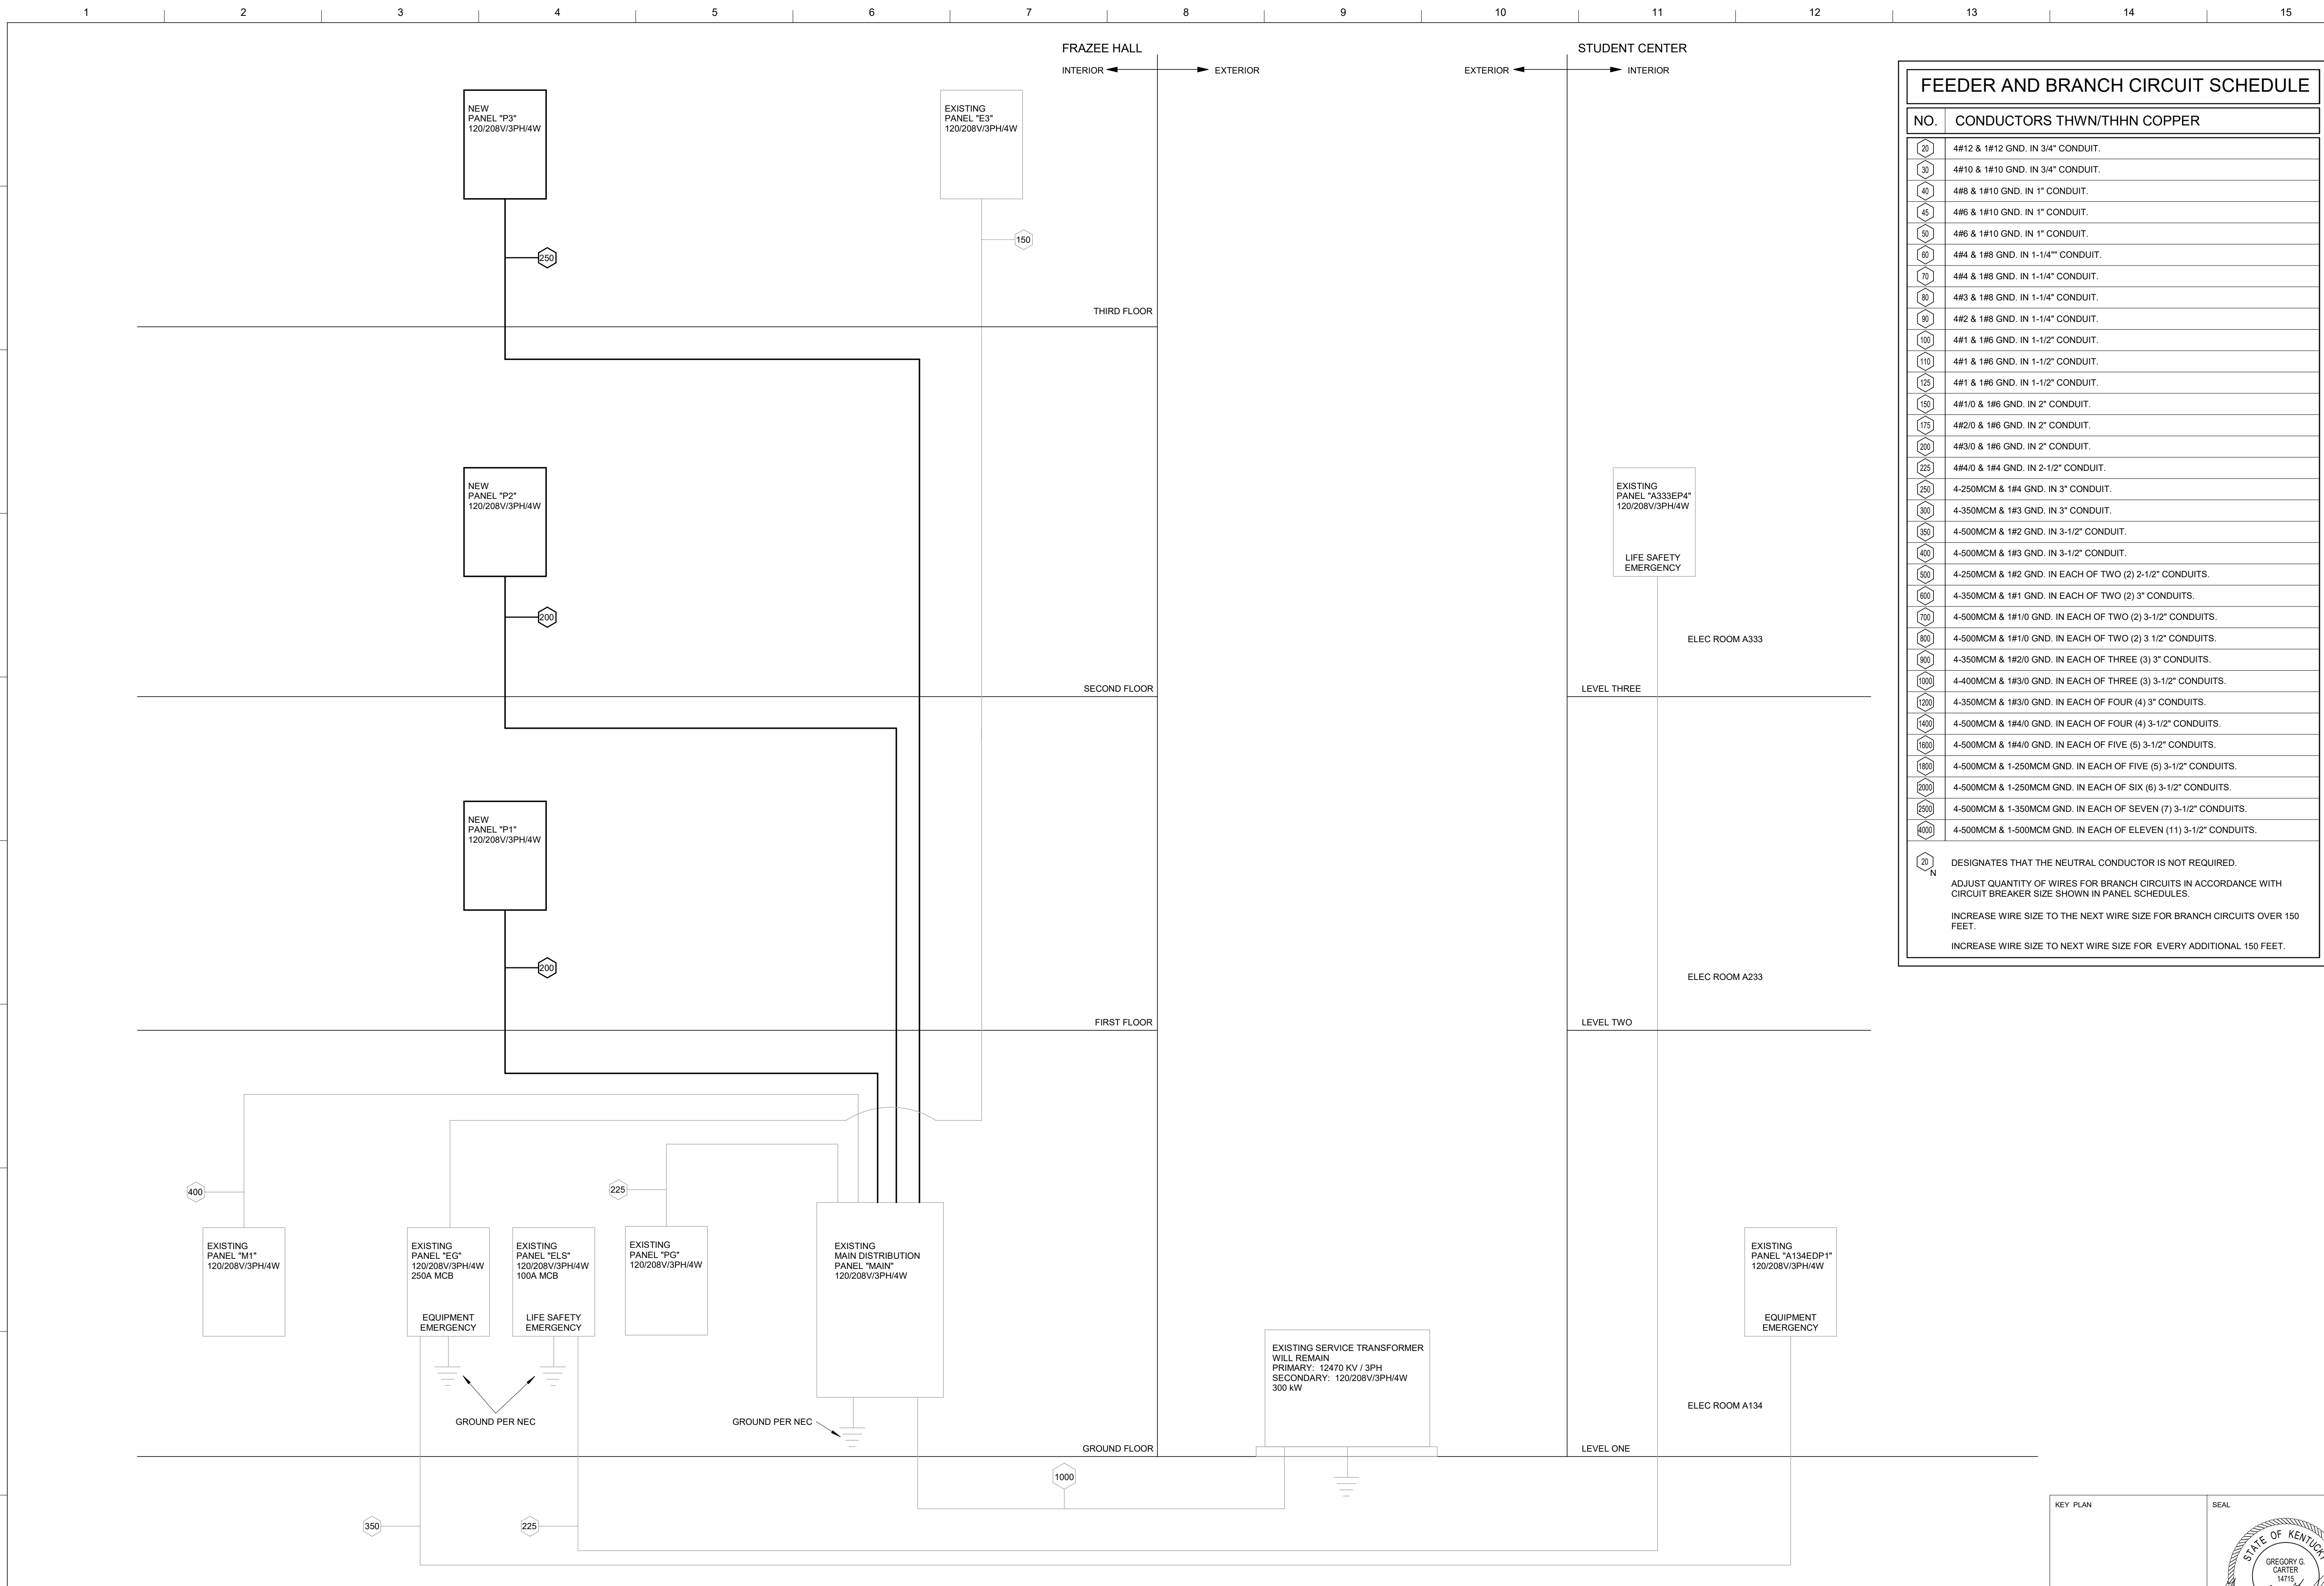 1 2 3 4 5 6 7 8 9 10 11 12 13 14 15
FRAZEE HALL
INTERIOR
EXTERIOR
STUDENT CENTER
EXTERIOR
INTERIOR
NEW
PANEL "P3"
120/208V/3PH/4W
EXISTING
PANEL "E3"
120/208V/3PH/4W
150
250
THIRD FLOOR
NEW
PANEL "P2"
120/208V/3PH/4W
200
SECOND FLOOR
EXISTING
PANEL "A333EP4"
120/208V/3PH/4W
LIFE SAFETY
EMERGENCY
ELEC ROOM A333
LEVEL THREE
NEW
PANEL "P1"
120/208V/3PH/4W
200
FIRST FLOOR
ELEC ROOM A233
LEVEL TWO
400
225
EXISTING
PANEL "M1"
120/208V/3PH/4W
EXISTING
PANEL "EG"
120/208V/3PH/4W
250A MCB
EQUIPMENT
EMERGENCY
EXISTING
PANEL "ELS"
120/208V/3PH/4W
100A MCB
LIFE SAFETY
EMERGENCY
EXISTING
PANEL "PG"
120/208V/3PH/4W
EXISTING
MAIN DISTRIBUTION
PANEL "MAIN"
120/208V/3PH/4W
GROUND PER NEC
GROUND PER NEC
EXISTING SERVICE TRANSFORMER
WILL REMAIN
PRIMARY: 12470 KV / 3PH
SECONDARY: 120/208V/3PH/4W
300 kW
EXISTING
PANEL "A134EDP1"
120/208V/3PH/4W
EQUIPMENT
EMERGENCY
ELEC ROOM A134
GROUND FLOOR
LEVEL ONE
1000
350
225
FEEDER AND BRANCH CIRCUIT SCHEDULE
NO. CONDUCTORS THWN/THHN COPPER
20 4#12 & 1#12 GND. IN 3/4" CONDUIT.
30 4#10 & 1#10 GND. IN 3/4" CONDUIT.
40 4#8 & 1#10 GND. IN 1" CONDUIT.
45 4#6 & 1#10 GND. IN 1" CONDUIT.
50 4#6 & 1#10 GND. IN 1" CONDUIT.
60 4#4 & 1#8 GND. IN 1-1/4"" CONDUIT.
70 4#4 & 1#8 GND. IN 1-1/4" CONDUIT.
80 4#3 & 1#8 GND. IN 1-1/4" CONDUIT.
90 4#2 & 1#8 GND. IN 1-1/4" CONDUIT.
100 4#1 & 1#6 GND. IN 1-1/2" CONDUIT.
110 4#1 & 1#6 GND. IN 1-1/2" CONDUIT.
125 4#1 & 1#6 GND. IN 1-1/2" CONDUIT.
150 4#1/0 & 1#6 GND. IN 2" CONDUIT.
175 4#2/0 & 1#6 GND. IN 2" CONDUIT.
200 4#3/0 & 1#6 GND. IN 2" CONDUIT.
225 4#4/0 & 1#4 GND. IN 2-1/2" CONDUIT.
250 4-250MCM & 1#4 GND. IN 3" CONDUIT.
300 4-350MCM & 1#3 GND. IN 3" CONDUIT.
350 4-500MCM & 1#2 GND. IN 3-1/2" CONDUIT.
400 4-500MCM & 1#3 GND. IN 3-1/2" CONDUIT.
500 4-250MCM & 1#2 GND. IN EACH OF TWO (2) 2-1/2" CONDUITS.
600 4-350MCM & 1#1 GND. IN EACH OF TWO (2) 3" CONDUITS.
700 4-500MCM & 1#1/0 GND. IN EACH OF TWO (2) 3-1/2" CONDUITS.
800 4-500MCM & 1#1/0 GND. IN EACH OF TWO (2) 3 1/2" CONDUITS.
900 4-350MCM & 1#2/0 GND. IN EACH OF THREE (3) 3" CONDUITS.
1000 4-400MCM & 1#3/0 GND. IN EACH OF THREE (3) 3-1/2" CONDUITS.
1200 4-350MCM & 1#3/0 GND. IN EACH OF FOUR (4) 3" CONDUITS.
1400 4-500MCM & 1#4/0 GND. IN EACH OF FOUR (4) 3-1/2" CONDUITS.
1600 4-500MCM & 1#4/0 GND. IN EACH OF FIVE (5) 3-1/2" CONDUITS.
1800 4-500MCM & 1-250MCM GND. IN EACH OF FIVE (5) 3-1/2" CONDUITS.
2000 4-500MCM & 1-250MCM GND. IN EACH OF SIX (6) 3-1/2" CONDUITS.
2500 4-500MCM & 1-350MCM GND. IN EACH OF SEVEN (7) 3-1/2" CONDUITS.
4000 4-500MCM & 1-500MCM GND. IN EACH OF ELEVEN (11) 3-1/2" CONDUITS.
20 N DESIGNATES THAT THE NEUTRAL CONDUCTOR IS NOT REQUIRED.
ADJUST QUANTITY OF WIRES FOR BRANCH CIRCUITS IN ACCORDANCE WITH
CIRCUIT BREAKER SIZE SHOWN IN PANEL SCHEDULES.
INCREASE WIRE SIZE TO THE NEXT WIRE SIZE FOR BRANCH CIRCUITS OVER 150
FEET.
INCREASE WIRE SIZE TO NEXT WIRE SIZE FOR EVERY ADDITIONAL 150 FEET.
KEY PLAN
SEAL
STATE OF KENTUCK
GREGORY G.
CARTER
14715